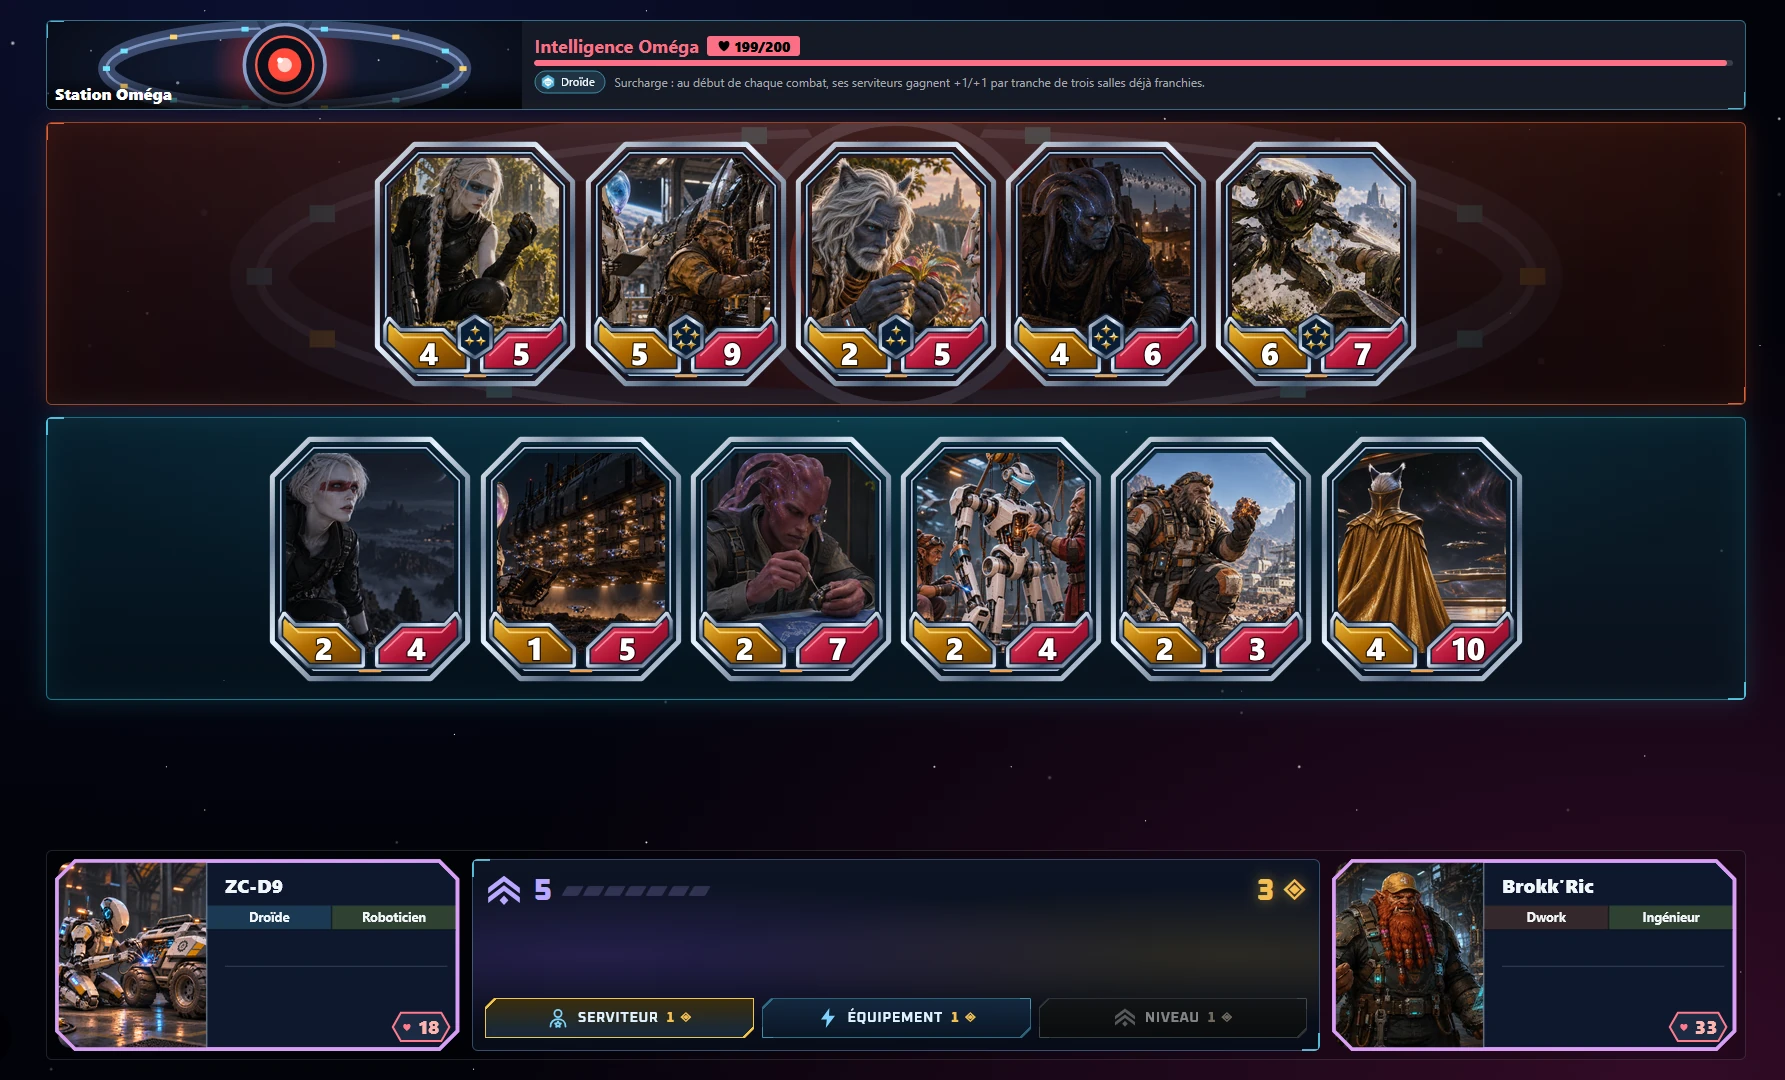 Station Oméga
Intelligence Oméga ♥ 199/200
Droïde Surcharge : au début de chaque combat, ses serviteurs gagnent +1/+1 par tranche de trois salles déjà franchies.
4 5
5 9
2 5
4 6
6 7
2 4
1 5
2 7
2 4
2 3
4 10
ZC-D9
Droïde Roboticien
18
5
3
SERVITEUR 1
ÉQUIPEMENT 1
NIVEAU 1
Brokk'Ric
Dwork Ingénieur
33